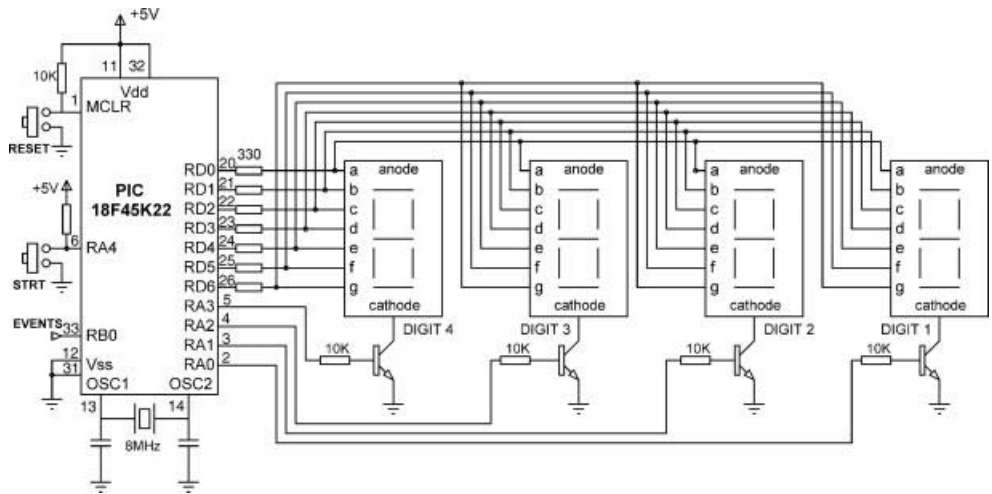 +5V
11 32
10K
Vdd
1 MCLR
RESET
+5V
PIC
18F45K22
6 RA4
STRT
EVENTS 33 RB0
12 Vss
31
OSC1 OSC2
13 14
8MHz
RD0 20 330
RD1 21
RD2 22
RD3 23
RD4 24
RD5 25
RD6 26
RA3 5
RA2 4
RA1 3
RA0 2
a anode
b
c
d
e
f
g
cathode
DIGIT 4
10K
a anode
b
c
d
e
f
g
cathode
DIGIT 3
10K
a anode
b
c
d
e
f
g
cathode
DIGIT 2
10K
a anode
b
c
d
e
f
g
cathode
DIGIT 1
10K